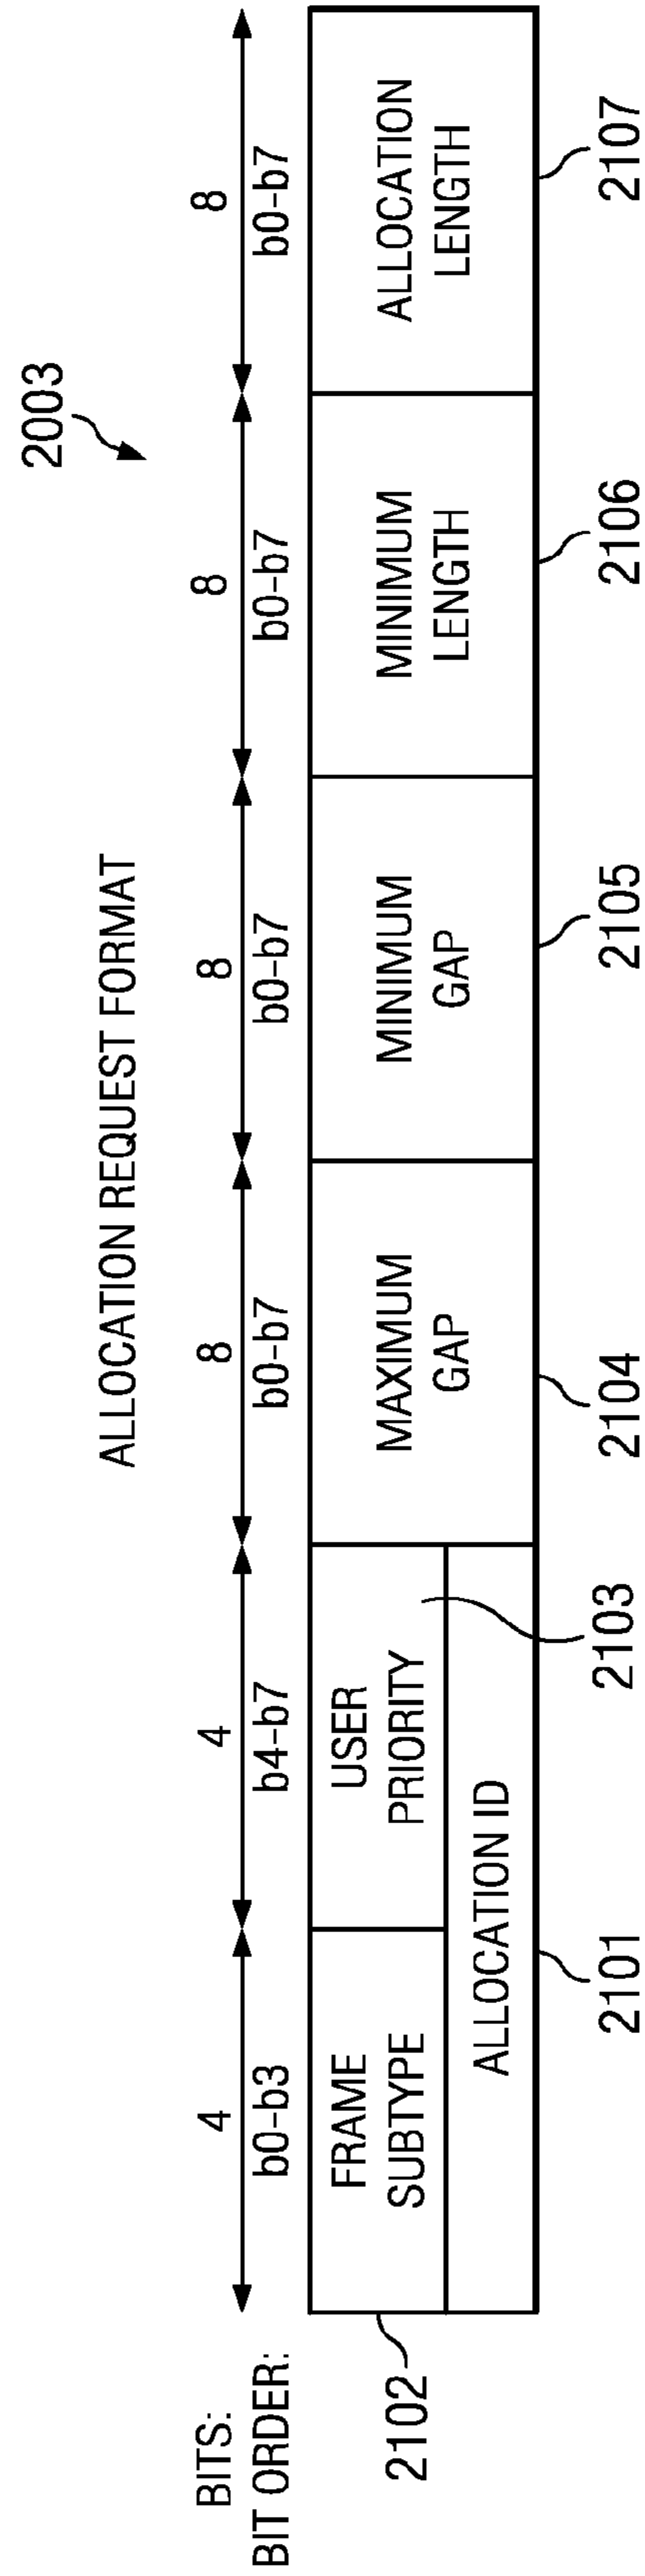 ALLOCATION REQUEST FORMAT
2003
BITS: 4 4 8 8 8 8
BIT ORDER: b0-b3 b4-b7 b0-b7 b0-b7 b0-b7 b0-b7
FRAME
SUBTYPE
USER
PRIORITY
ALLOCATION ID
MAXIMUM
GAP
MINIMUM
GAP
MINIMUM
LENGTH
ALLOCATION
LENGTH
2102
2101
2103
2104
2105
2106
2107